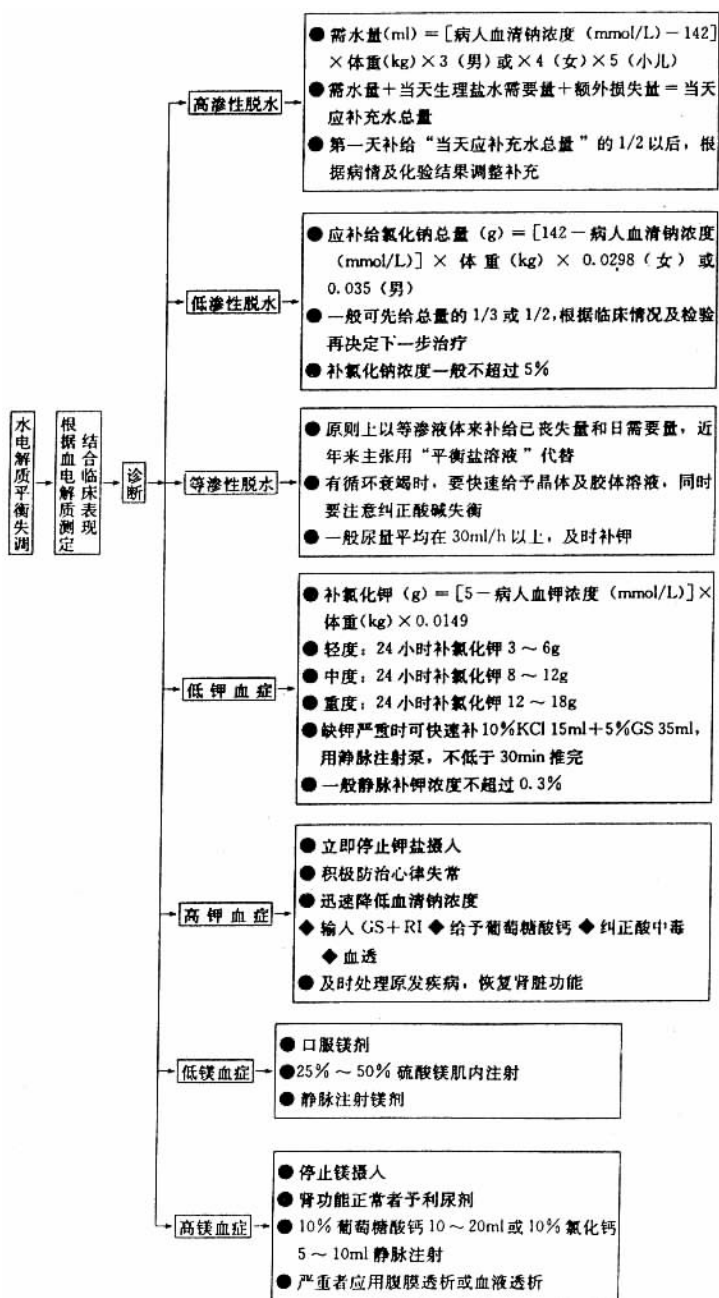 水电解质平衡失调
根据血电解质测定
结合临床表现
诊断
高渗性脱水
●需水量(ml)=[病人血清钠浓度(mmol/L)-142]
×体重(kg)×3(男)或×4(女)×5(小儿)
●需水量+当天生理盐水需要量+额外损失量=当天
应补充水总量
●第一天补给“当天应补充水总量”的1/2以后,根
据病情及化验结果调整补充
低渗性脱水
●应补给氯化钠总量(g)=[142-病人血清钠浓度
(mmol/L)]×体重(kg)×0.0298(女)或
0.035(男)
●一般可先给总量的1/3或1/2,根据临床情况及检验
再决定下一步治疗
●补氯化钠浓度一般不超过5%
等渗性脱水
●原则上以等渗液体来补给已丧失量和日需要量,近
年来主张用“平衡盐溶液”代替
●有循环衰竭时,要快速给予晶体及胶体溶液,同时
要注意纠正酸碱失衡
●一般尿量平均在30ml/h以上,及时补钾
低钾血症
●补氯化钾(g)=[5-病人血钾浓度(mmol/L)]×
体重(kg)×0.0149
●轻度:24小时补氯化钾3~6g
●中度:24小时补氯化钾8~12g
●重度:24小时补氯化钾12~18g
●缺钾严重时可快速补10%KCl 15ml+5%GS 35ml,
用静脉注射泵,不低于30min推完
●一般静脉补钾浓度不超过0.3%
高钾血症
●立即停止钾盐摄入
●积极防治心律失常
●迅速降低血清钠浓度
◆输入GS+RI ◆给予葡萄糖酸钙 ◆纠正酸中毒
◆血透
●及时处理原发疾病,恢复肾脏功能
低镁血症
●口服镁剂
●25%~50%硫酸镁肌内注射
●静脉注射镁剂
高镁血症
●停止镁摄入
●肾功能正常者予利尿剂
●10%葡萄糖酸钙10~20ml或10%氯化钙
5~10ml静脉注射
●严重者应用腹膜透析或血液透析